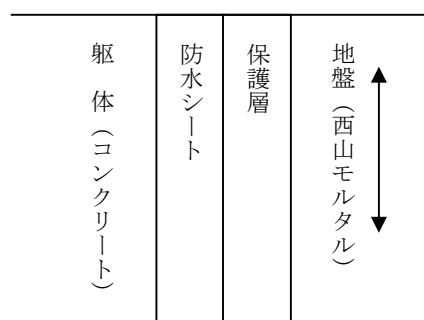 躯　体（コンクリート）
防水シート
保護層
地盤（西山モルタル）